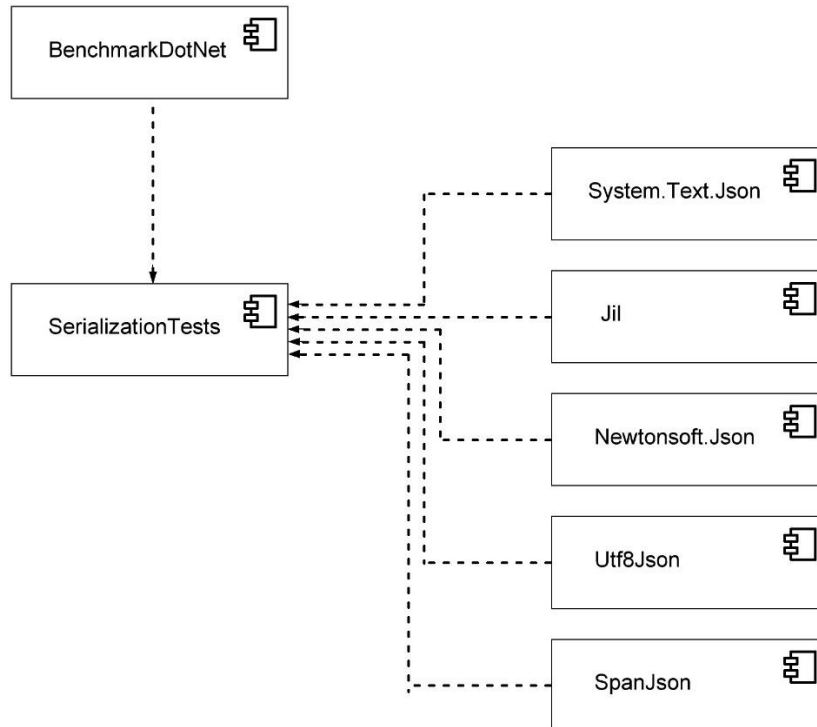 BenchmarkDotNet
System.Text.Json
SerializationTests
Jil
Newtonsoft.Json
Utf8Json
SpanJson